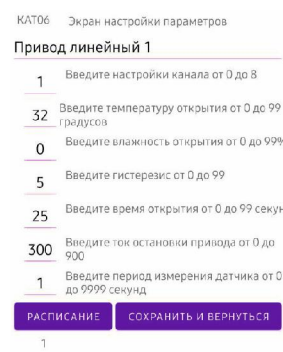 КАТ06 Экран настройки параметров
Привод линейный 1
1 Введите настройки канала от 0 до 8
32 Введите температуру открытия от 0 до 99
градусов
0 Введите влажность открытия от 0 до 99%
5 Введите гистерезис от 0 до 99
25 Введите время открытия от 0 до 99 секун
300 Введите ток остановки привода от 0 до
900
1 Введите период измерения датчика от 0
до 9999 секунд
РАСПИСАНИЕ СОХРАНИТЬ И ВЕРНУТЬСЯ
1